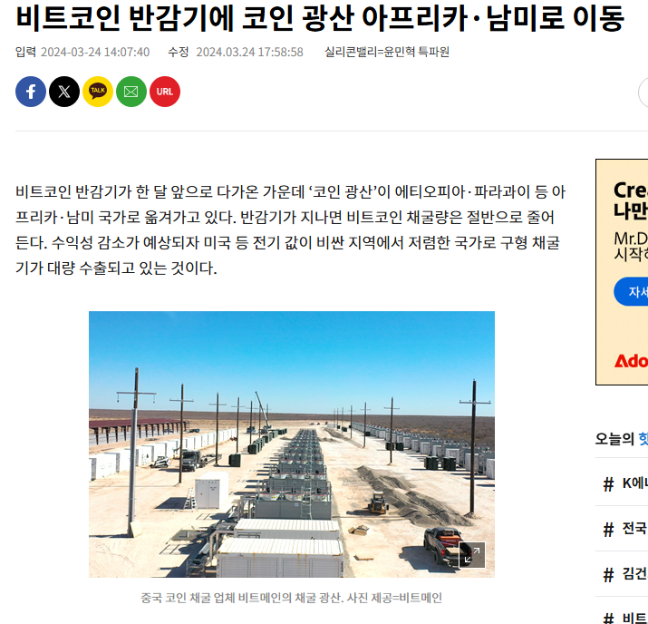 비트코인 반감기에 코인 광산 아프리카·남미로 이동
입력 2024-03-24 14:07:40 수정 2024.03.24 17:58:58 실리콘밸리=윤민혁 특파원
TALK
URL
비트코인 반감기가 한 달 앞으로 다가온 가운데 ‘코인 광산’이 에티오피아·파라과이 등 아
프리카·남미 국가로 옮겨가고 있다. 반감기가 지나면 비트코인 채굴량은 절반으로 줄어
든다. 수익성 감소가 예상되자 미국 등 전기 값이 비싼 지역에서 저렴한 국가로 구형 채굴
기가 대량 수출되고 있는 것이다.
중국 코인 채굴 업체 비트메인의 채굴 광산. 사진 제공=비트메인
Cre
나만
Mr.D
시작
자세
Ado
오늘의
# K에
# 전국
# 김건
# 비트